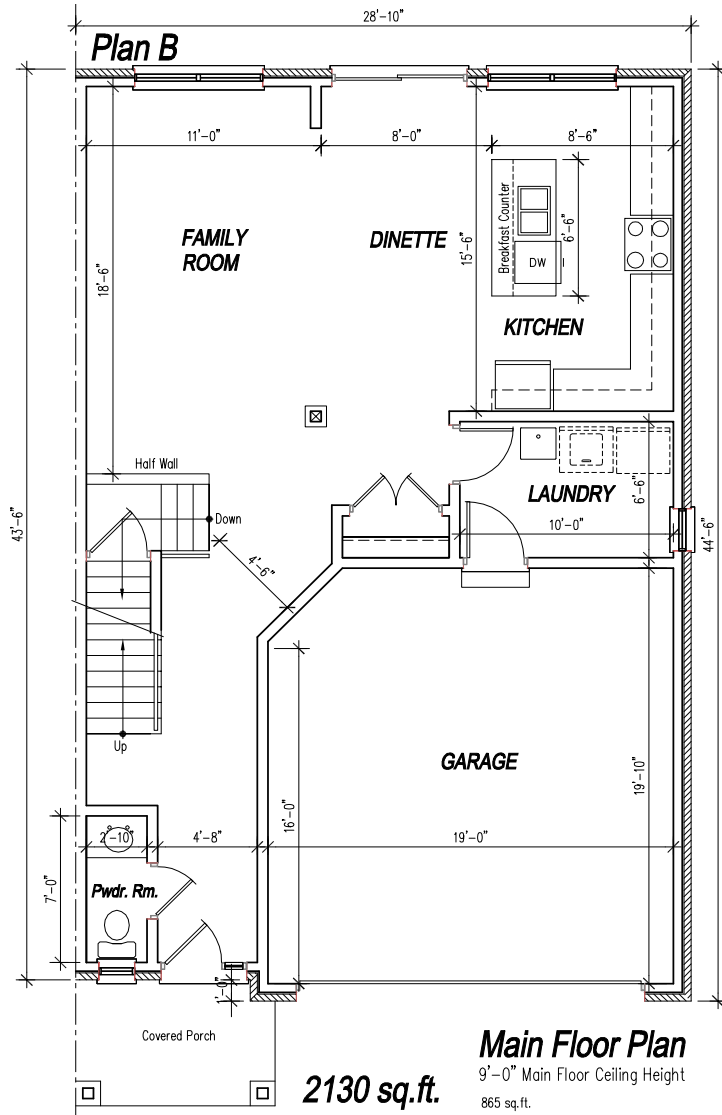 28'-10"
Plan B
11'-0"
8'-0"
8'-6"
Breakfast Counter
6'-6"
FAMILY
ROOM
DINETTE
15'-6"
DW
18'-6"
KITCHEN
Half Wall
LAUNDRY
6'-6"
43'-6"
Down
10'-0"
44'-6"
4'-6"
Up
GARAGE
16'-0"
19'-10"
2'-10"
4'-8"
19'-0"
7'-0"
Pwdr. Rm.
1'-0"
Covered Porch
Main Floor Plan
9'-0" Main Floor Ceiling Height
2130 sq.ft.
865 sq.ft.